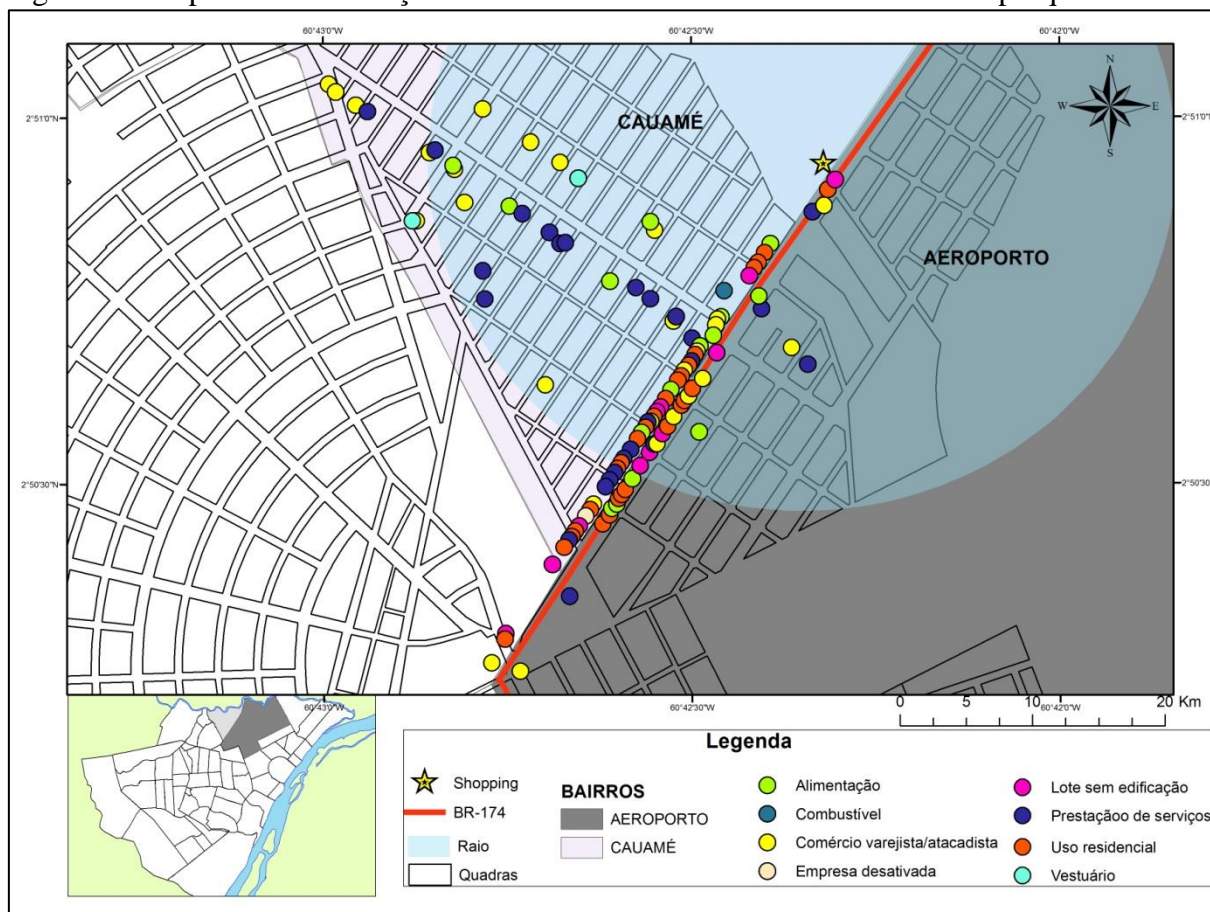 60°43'0"W 60°42'30"W 60°42'0"W
N
W E
S
2°51'0"N 2°51'0"
CAUAMÉ
AEROPORTO
2°50'30"N 2°50'30"
60°43'0"W 60°42'30"W 60°42'0"W
0 5 10 20 Km
Legenda
Shopping
BR-174
Raio
Quadras
BAIRROS
AEROPORTO
CAUAMÉ
Alimentação
Combustível
Comércio varejista/atacadista
Empresa desativada
Lote sem edificação
Prestaçãoo de serviços
Uso residencial
Vestuário